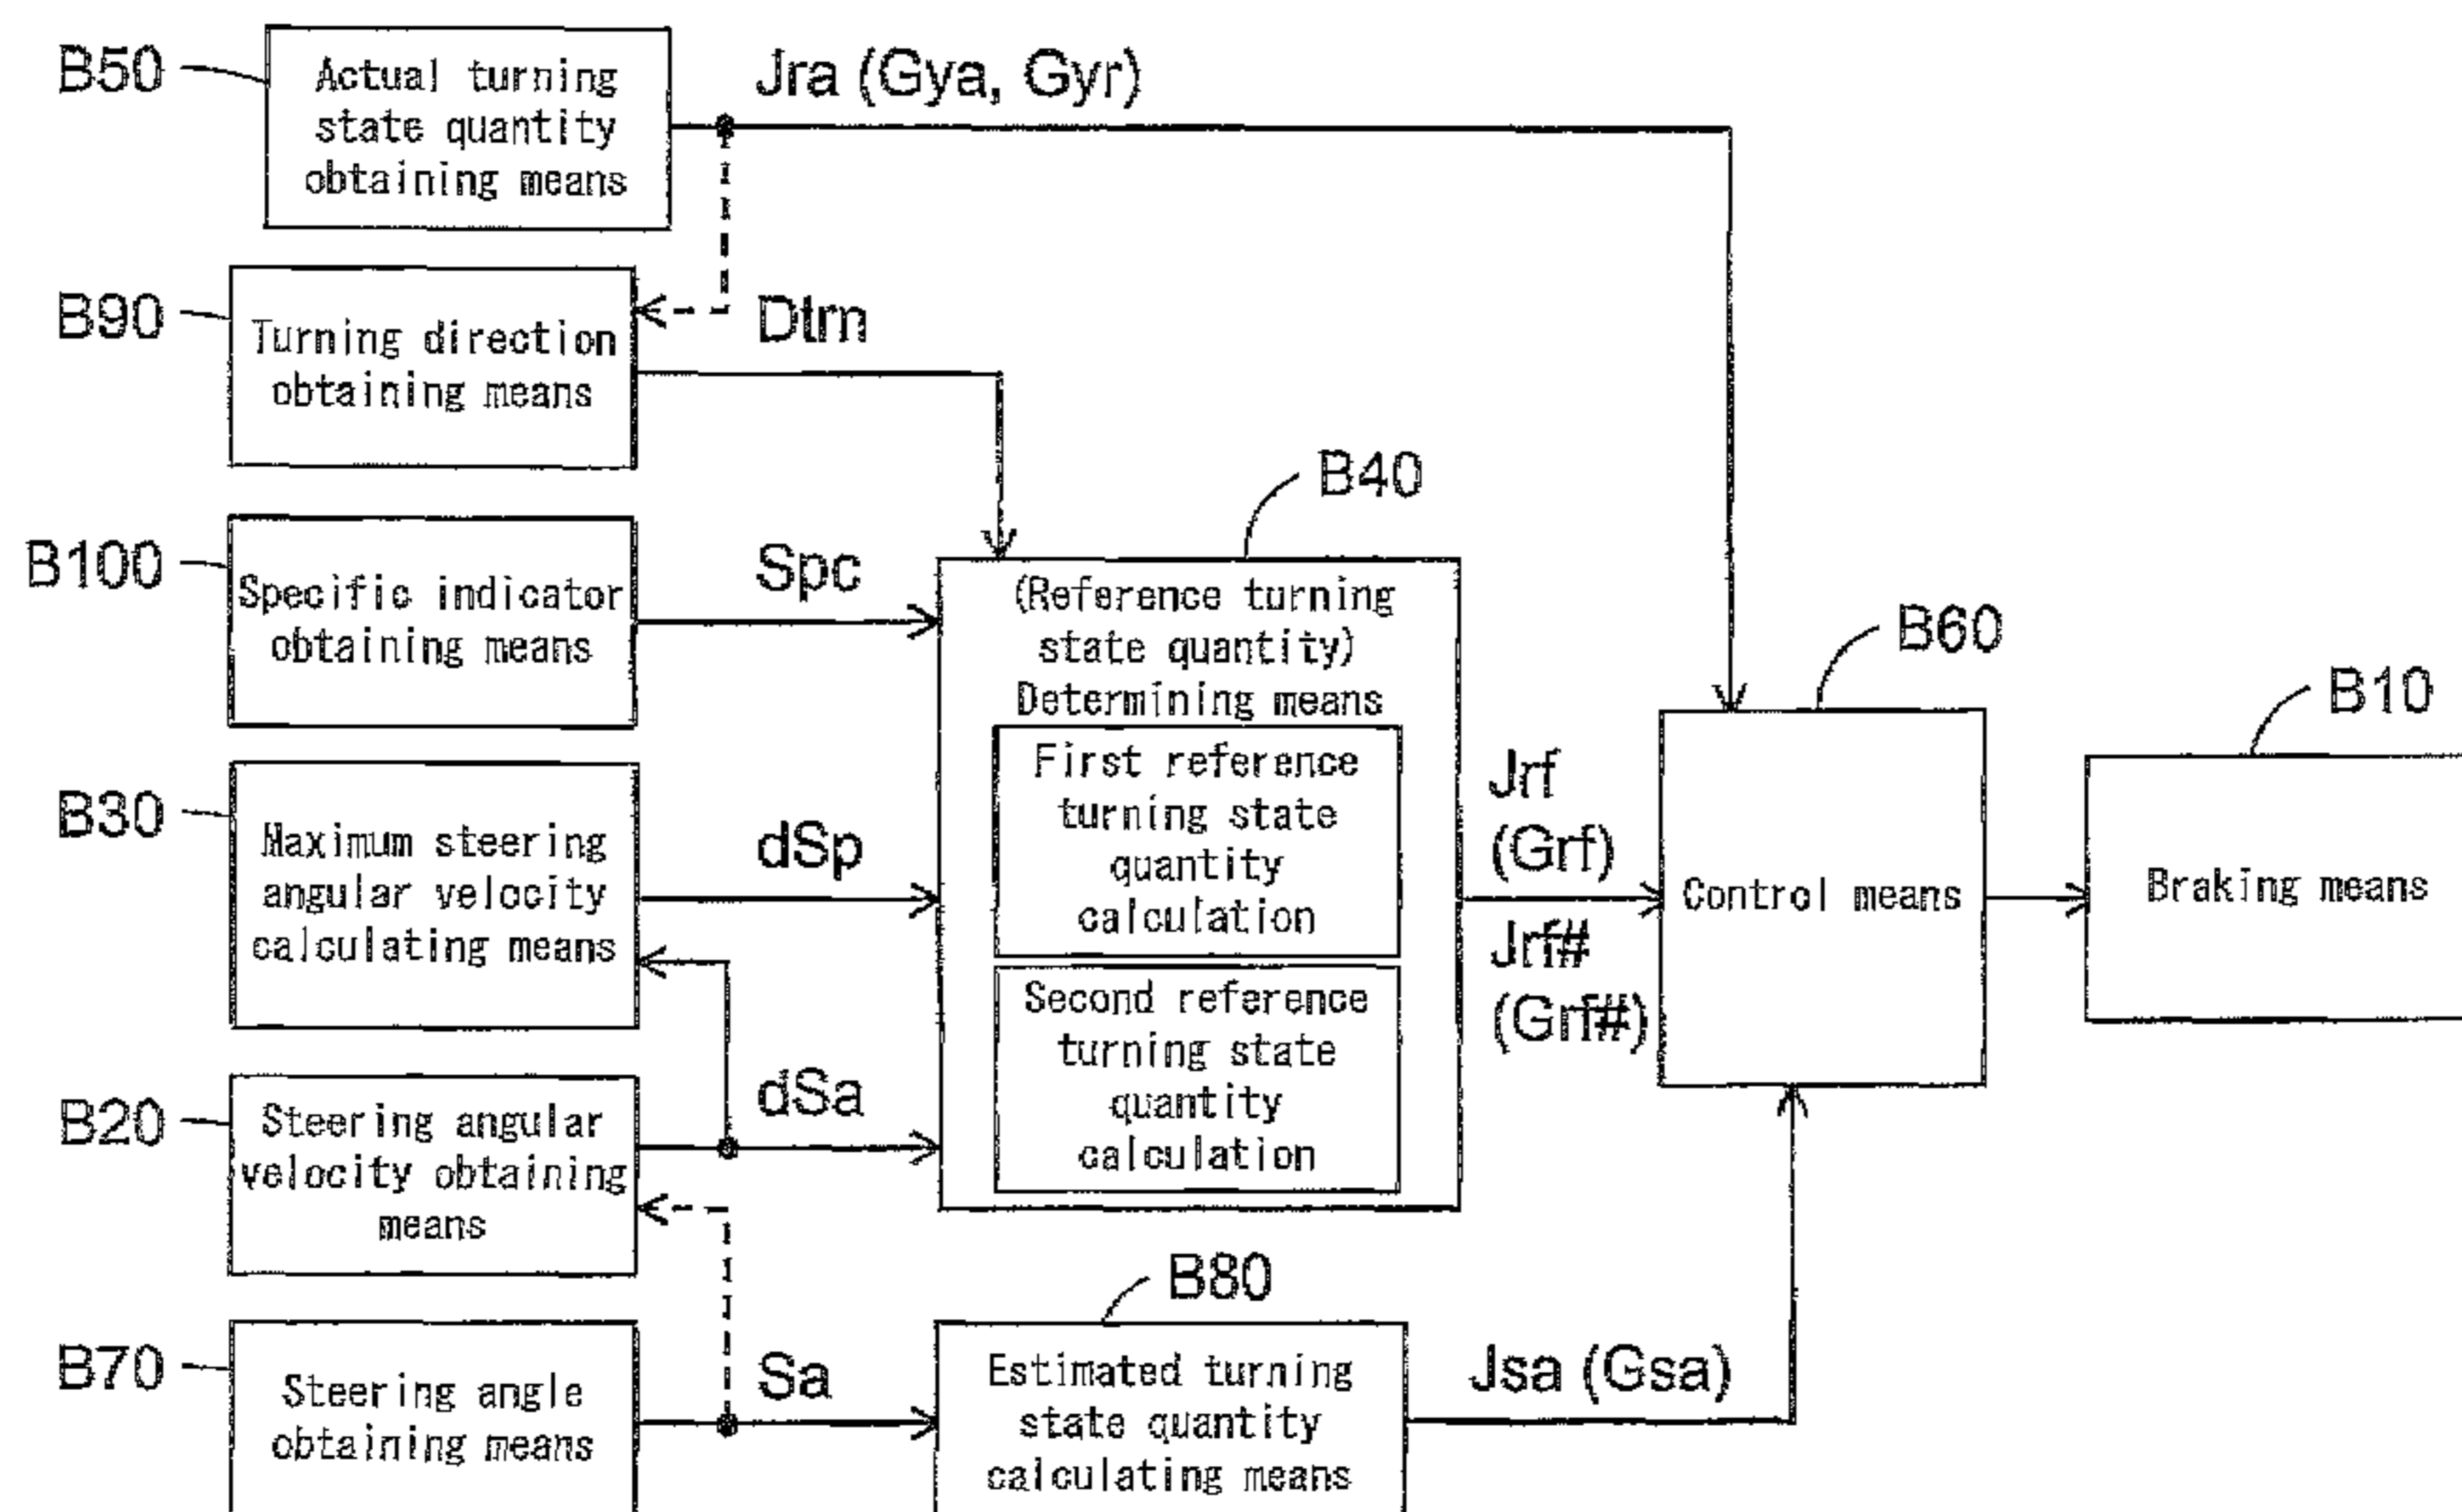 B50
Actual turning
state quantity
obtaining means
Jra (Gya, Gyr)
B90
Turning direction
obtaining means
Dtrn
B100
Specific indicator
obtaining means
Spc
B40
(Reference turning
state quantity)
Determining means
First reference
turning state
quantity
calculation
Second reference
turning state
quantity
calculation
B30
Maximum steering
angular velocity
calculating means
dSp
Jrf
(Grf)
Jrf#
(Grf#)
B60
Control means
B10
Braking means
B20
Steering angular
velocity obtaining
means
dSa
B70
Steering angle
obtaining means
Sa
B80
Estimated turning
state quantity
calculating means
Jsa (Gsa)